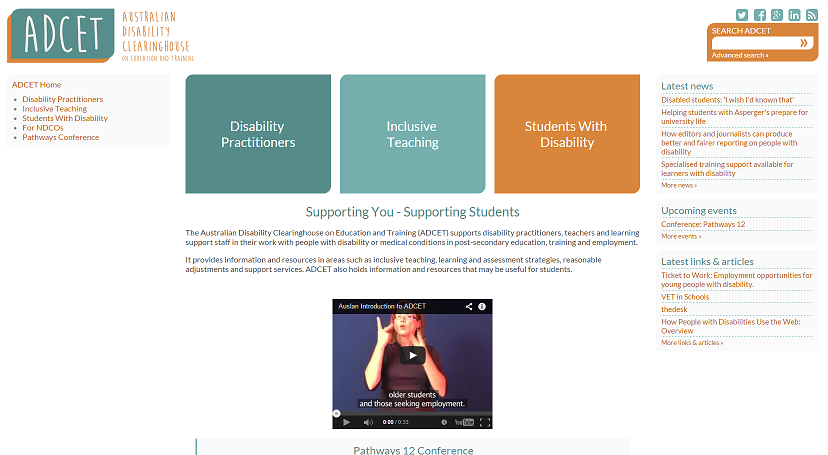 ADCET
AUSTRALIAN
DISABILITY
CLEARINGHOUSE
ON EDUCATION AND TRAINING
SEARCH ADCET
Advanced search »
ADCET Home
Disability Practitioners
Inclusive Teaching
Students With Disability
For NDCOs
Pathways Conference
Disability
Practitioners
Inclusive
Teaching
Students With
Disability
Supporting You - Supporting Students
The Australian Disability Clearinghouse on Education and Training (ADCET) supports disability practitioners, teachers and learning
support staff in their work with people with disability or medical conditions in post-secondary education, training and employment.
It provides information and resources in areas such as inclusive teaching, learning and assessment strategies, reasonable
adjustments and support services. ADCET also holds information and resources that may be useful for students.
Auslan Introduction to ADCET
older students
and those seeking employment.
0:00 / 0:33
YouTube
Pathways 12 Conference
Latest news
Disabled students: 'I wish I'd known that'
Helping students with Asperger's prepare for
university life
How editors and journalists can produce
better and fairer reporting on people with
disability
Specialised training support available for
learners with disability
More news »
Upcoming events
Conference: Pathways 12
More events »
Latest links & articles
Ticket to Work: Employment opportunities for
young people with disability.
VET in Schools
thedesk
How People with Disabilities Use the Web:
Overview
More links & articles »